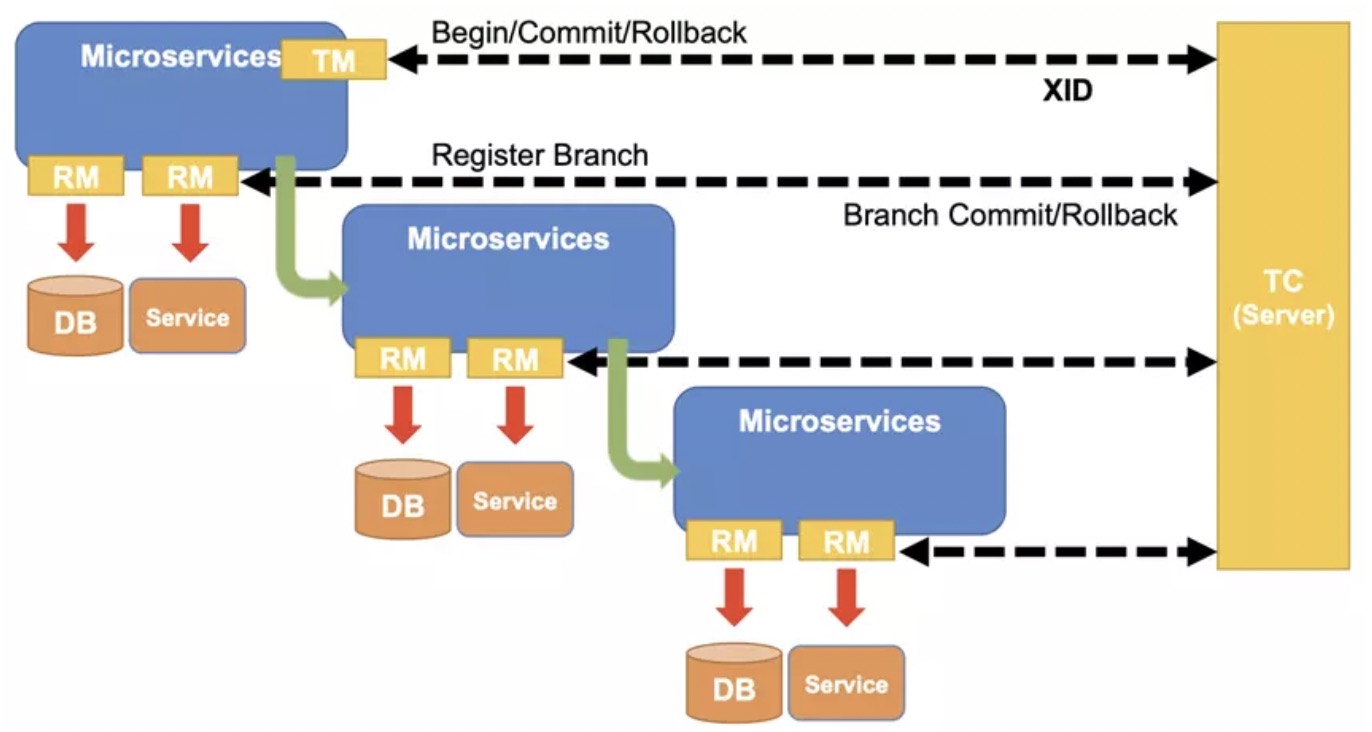 Begin/Commit/Rollback
Microservices
TM
XID
Register Branch
RM
RM
Branch Commit/Rollback
Microservices
TC
(Server)
DB
Service
RM
RM
Microservices
DB
Service
RM
RM
DB
Service